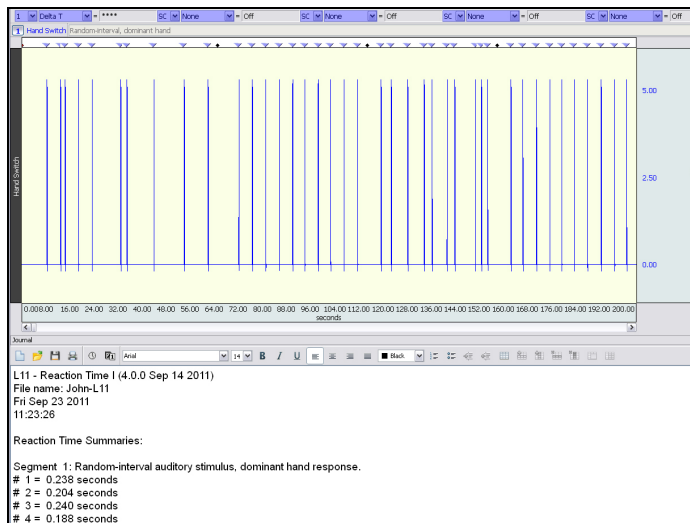 1 Delta T = **** SC None = Off SC None = Off SC None = Off SC None = Off
1 Hand Switch Random-interval, dominant hand
5.00
Hand Switch
2.50
0.00
0.00 8.00 16.00 24.00 32.00 40.00 48.00 56.00 64.00 72.00 80.00 88.00 96.00 104.00 112.00 120.00 128.00 136.00 144.00 152.00 160.00 168.00 176.00 184.00 192.00 200.00
seconds
Journal
Arial 14 B I U Black
L11 - Reaction Time I (4.0.0 Sep 14 2011)
File name: John-L11
Fri Sep 23 2011
11:23:26
Reaction Time Summaries:
Segment 1: Random-interval auditory stimulus, dominant hand response.
# 1 = 0.238 seconds
# 2 = 0.204 seconds
# 3 = 0.240 seconds
# 4 = 0.188 seconds